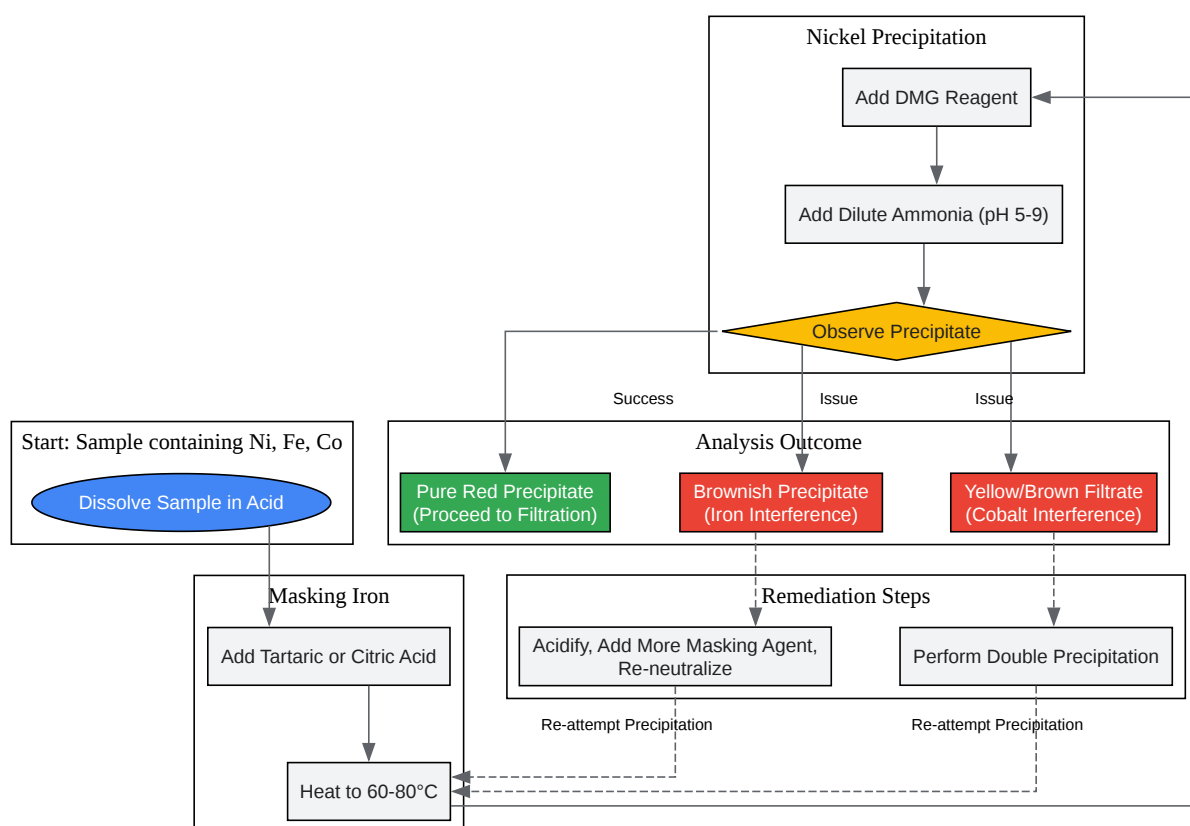 Nickel Precipitation
Add DMG Reagent
Add Dilute Ammonia (pH 5-9)
Observe Precipitate
Success
Issue
Issue
Start: Sample containing Ni, Fe, Co
Dissolve Sample in Acid
Analysis Outcome
Pure Red Precipitate
(Proceed to Filtration)
Brownish Precipitate
(Iron Interference)
Yellow/Brown Filtrate
(Cobalt Interference)
Masking Iron
Add Tartaric or Citric Acid
Heat to 60-80°C
Remediation Steps
Acidify, Add More Masking Agent,
Re-neutralize
Perform Double Precipitation
Re-attempt Precipitation
Re-attempt Precipitation